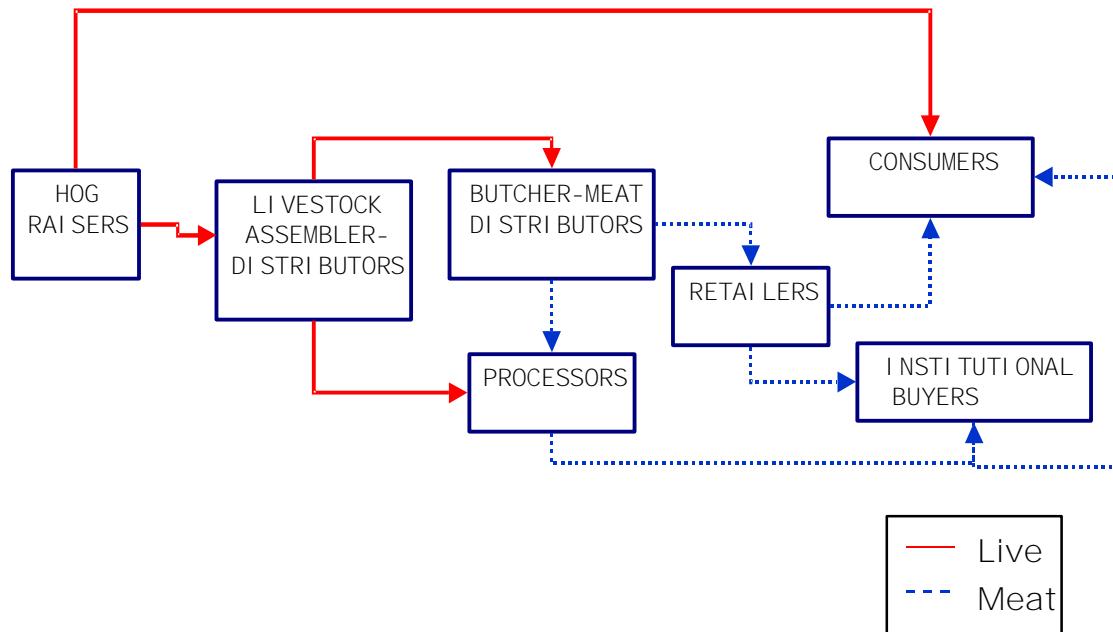 HOG
RAISERS
LIVESTOCK
ASSEMBLER-
DISTRIBUTORS
BUTCHER-MEAT
DISTRIBUTORS
CONSUMERS
RETAILERS
PROCESSORS
INSTITUTIONAL
BUYERS
Live
Meat